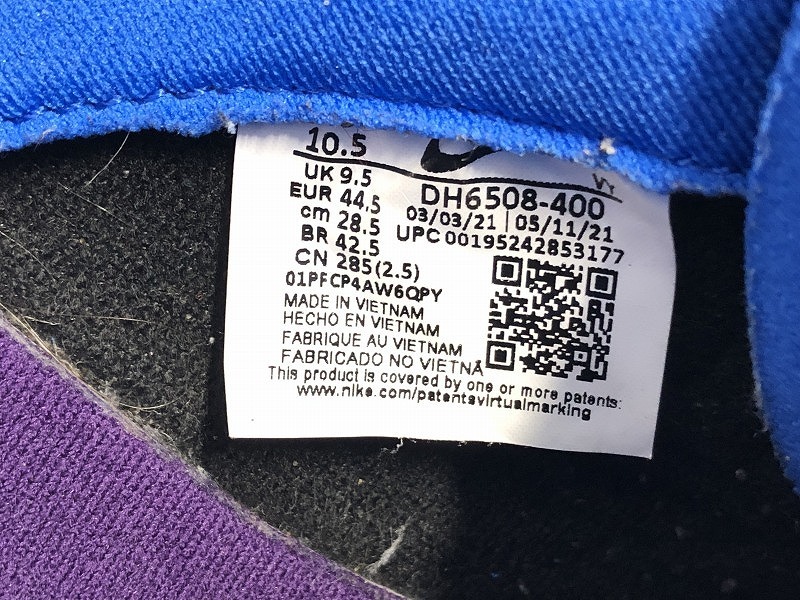 10.5
VT
UK 9.5
EUR 44,5
cm 28.5
BR 42.5
CN 285(2.5)
DH6508-400
03/03/21 | 05/11/21
UPC 00195242853177
01PFCP4AW6QPY
MADE IN VIETNAM
HECHO EN VIETNAM
FABRIQUE AU VIETNAM
FABRICADO NO VIETNÃ
This product is covered by one or more patents:
www.nike.com/patentsvirtualmarking